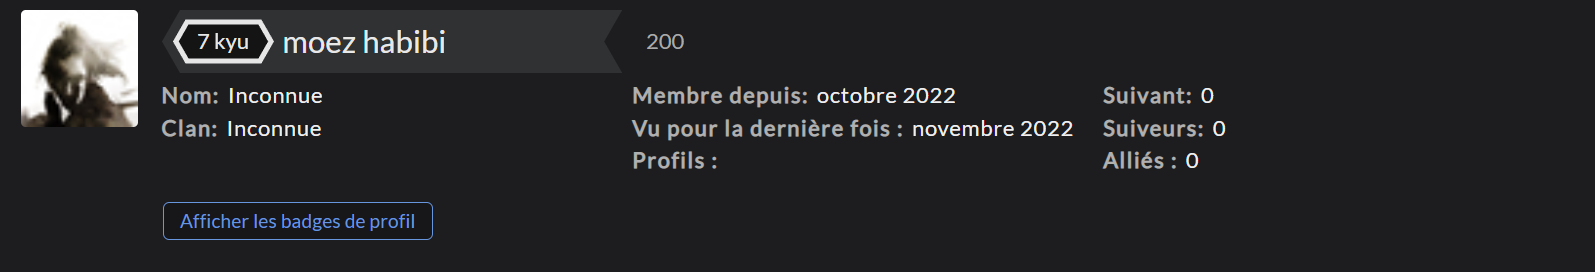 7 kyu moez habibi 200
Nom: Inconnue Membre depuis: octobre 2022 Suivant: 0
Clan: Inconnue Vu pour la dernière fois : novembre 2022 Suiveurs: 0
Profils : Alliés : 0
Afficher les badges de profil